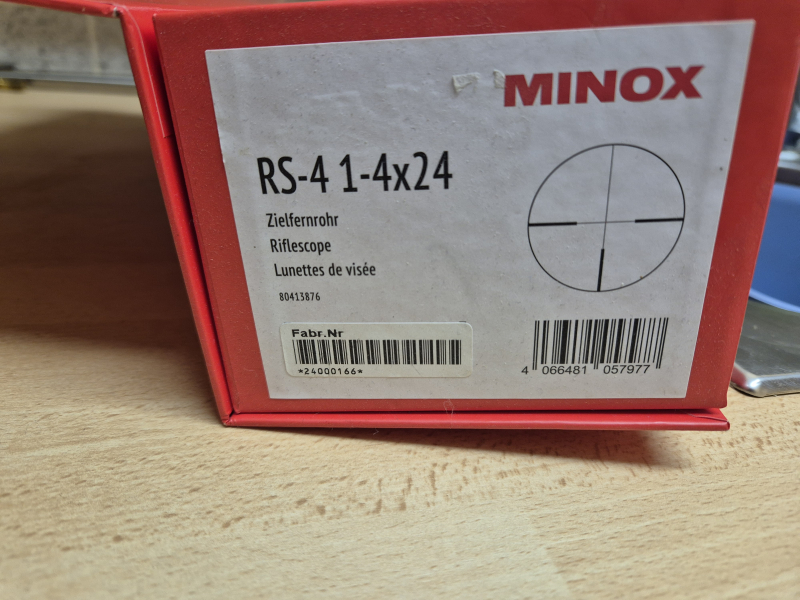 MINOX
RS-4 1-4x24
Zielfernrohr
Riflescope
Lunettes de visée
80413876
Fabr.Nr
*24000166*
4 066481 057977